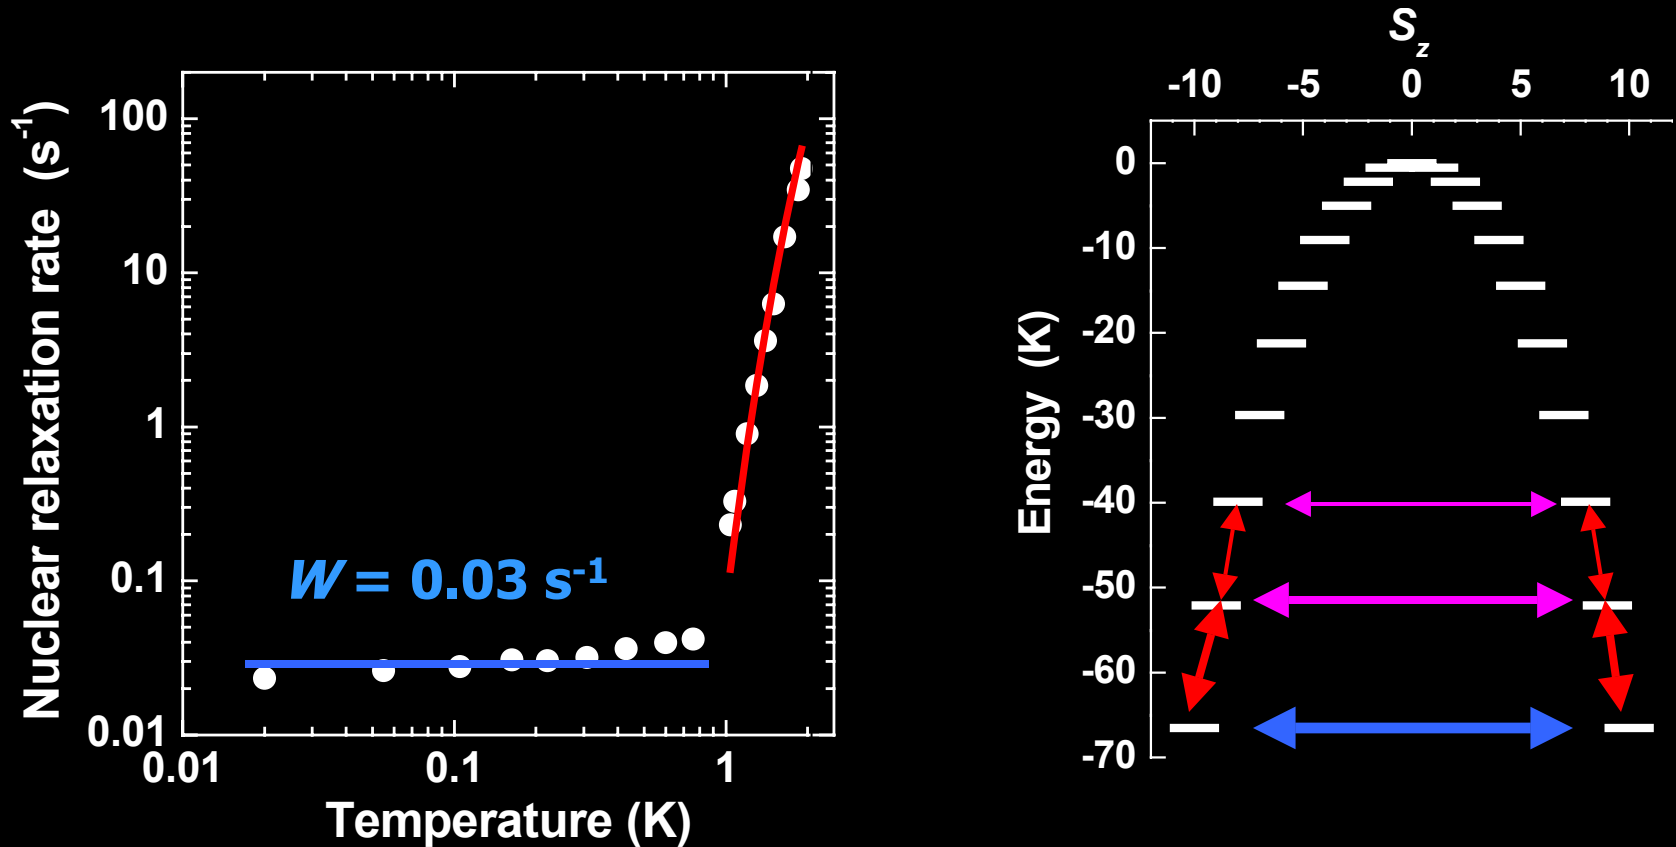 Nuclear relaxation rate (s⁻¹)
100
10
1
0.1
0.01
W = 0.03 s⁻¹
0.01 0.1 1
Temperature (K)
S_z
-10 -5 0 5 10
Energy (K)
0
-10
-20
-30
-40
-50
-60
-70